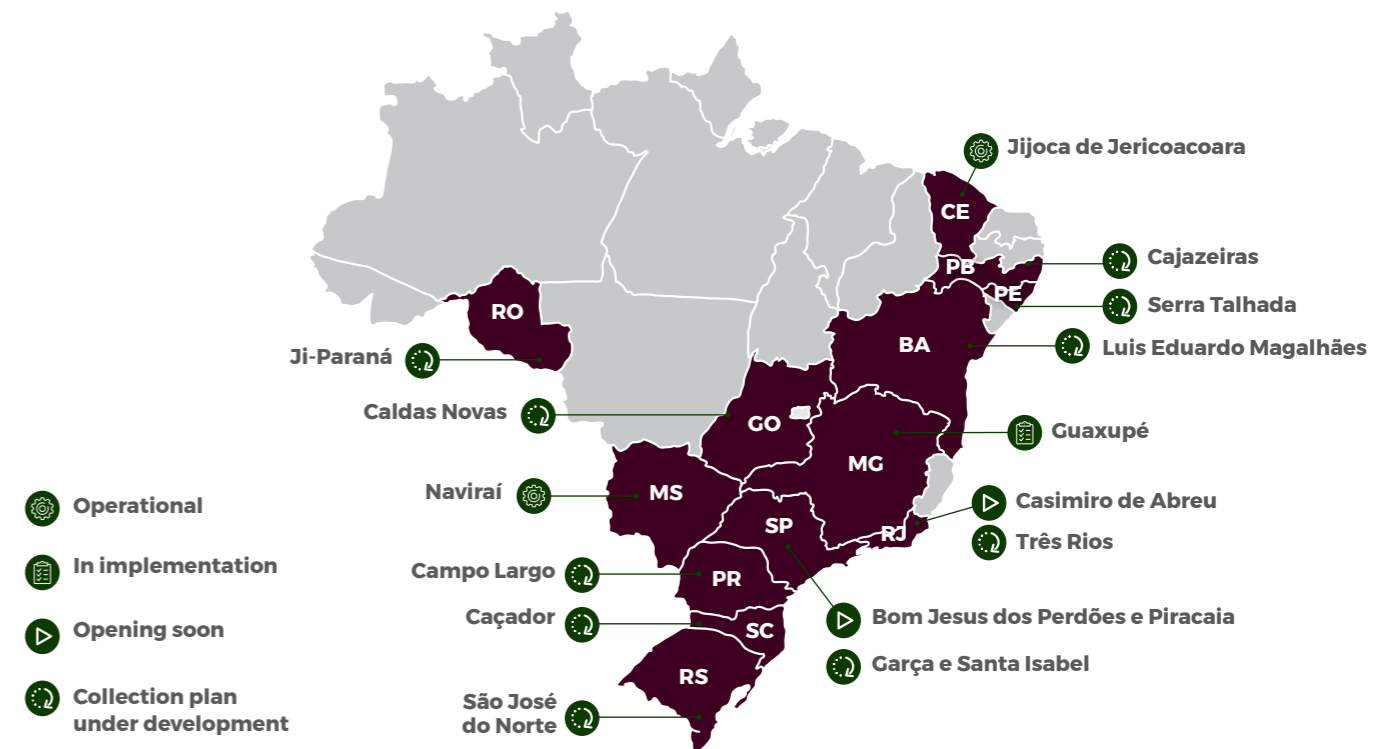 Jijoca de Jericoacoara
CE
Cajazeiras
PB
PE
Serra Talhada
RO
BA
Luis Eduardo Magalhães
Ji-Paraná
Caldas Novas
GO
Guaxupé
MG
Naviraí
MS
Casimiro de Abreu
SP
RJ
Três Rios
Operational
In implementation
Opening soon
Collection plan
under development
Campo Largo
PR
Caçador
SC
Bom Jesus dos Perdões e Piracaia
Garça e Santa Isabel
RS
São José
do Norte